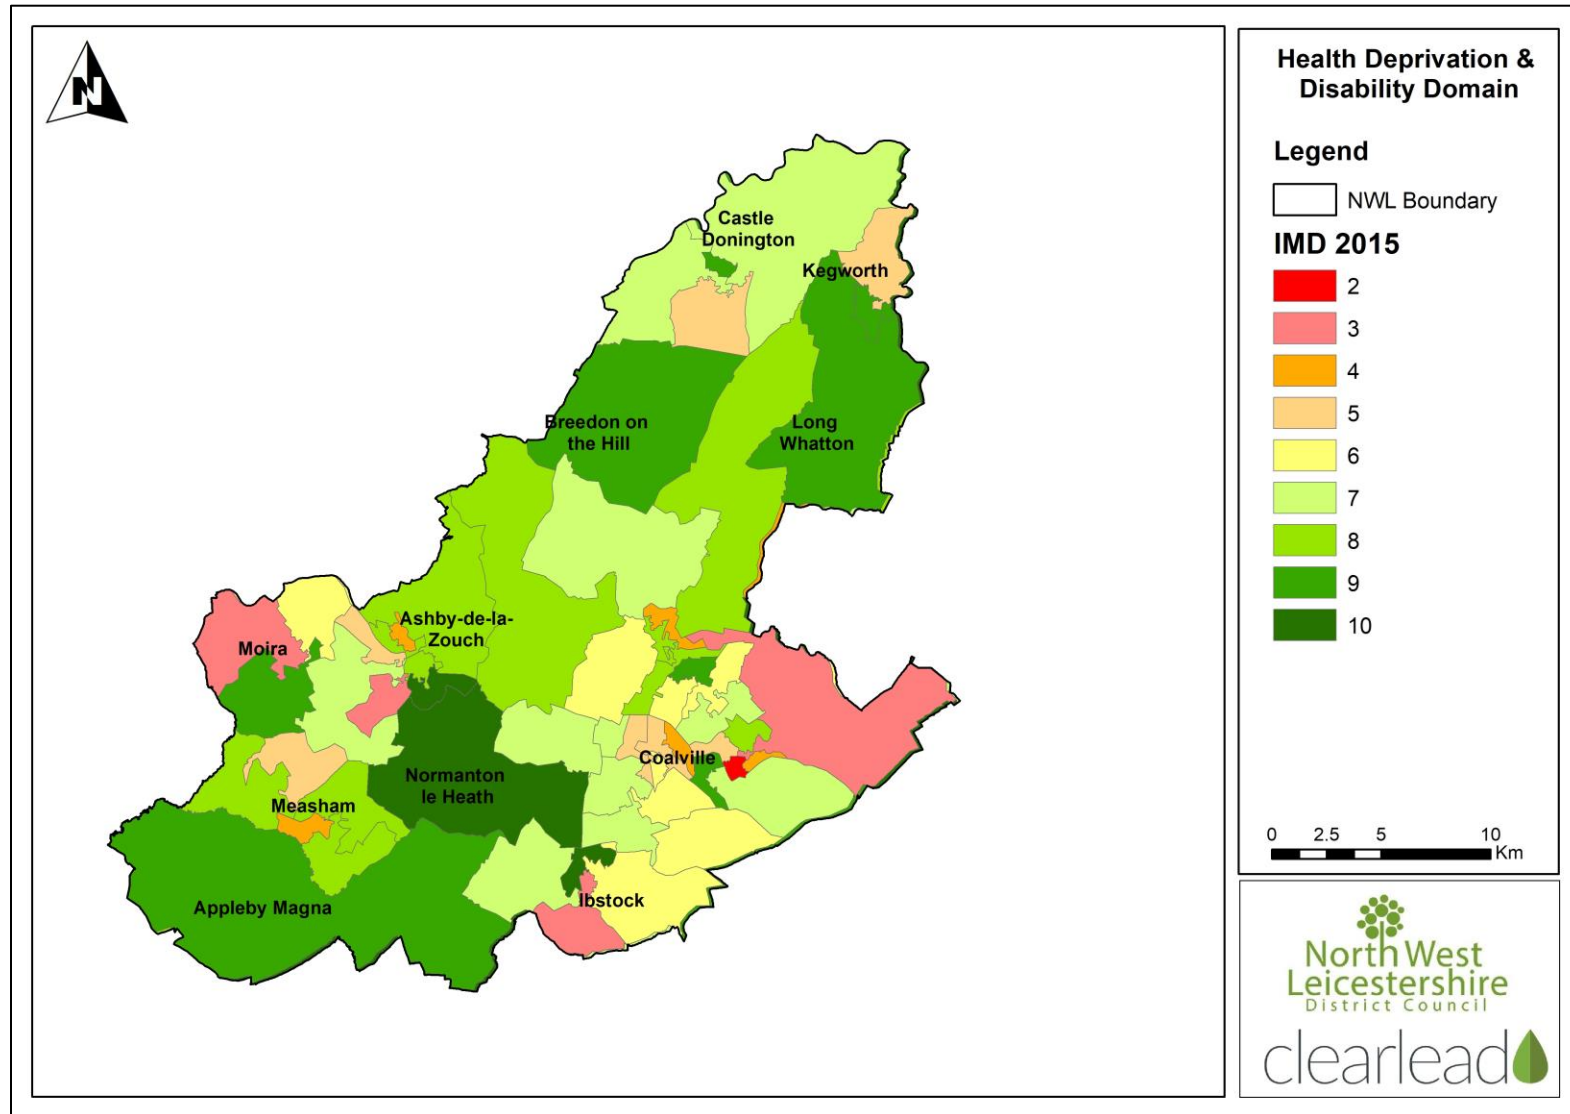 N
Castle
Donington
Kegworth
Breedon on
the Hill
Long
Whatton
Ashby-de-la-
Zouch
Moira
Coalville
Normanton
le Heath
Measham
Ibstock
Appleby Magna
Health Deprivation &
Disability Domain
Legend
NWL Boundary
IMD 2015
2
3
4
5
6
7
8
9
10
0 2.5 5 10
Km
North West
Leicestershire
District Council
clearlead